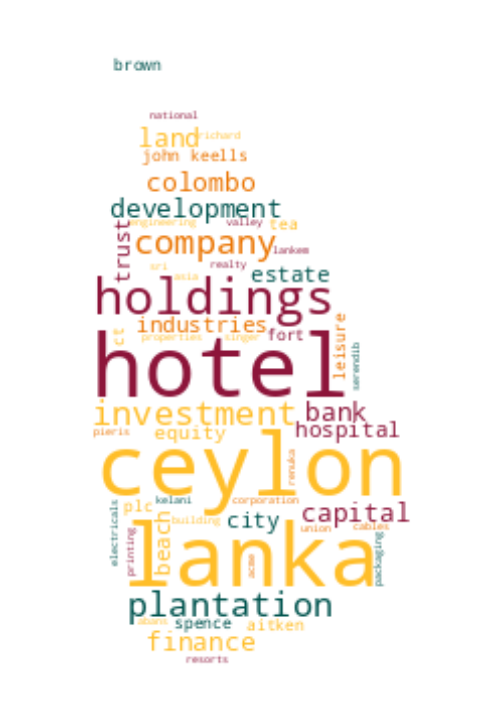 brown
national
land richard
john keells
colombo
development
engineering valley tea
trust
company lankem
sri realty
asia estate
holdings
ct industries fort leisure
properties singer serendib
hotel
investment bank
pieris equity hospital
ceylon
renuka
kelani corporation
electricals plc capital
building city union cables
printing beach
lanka
acme packaging
plantation
abans spence aitken
finance
resorts